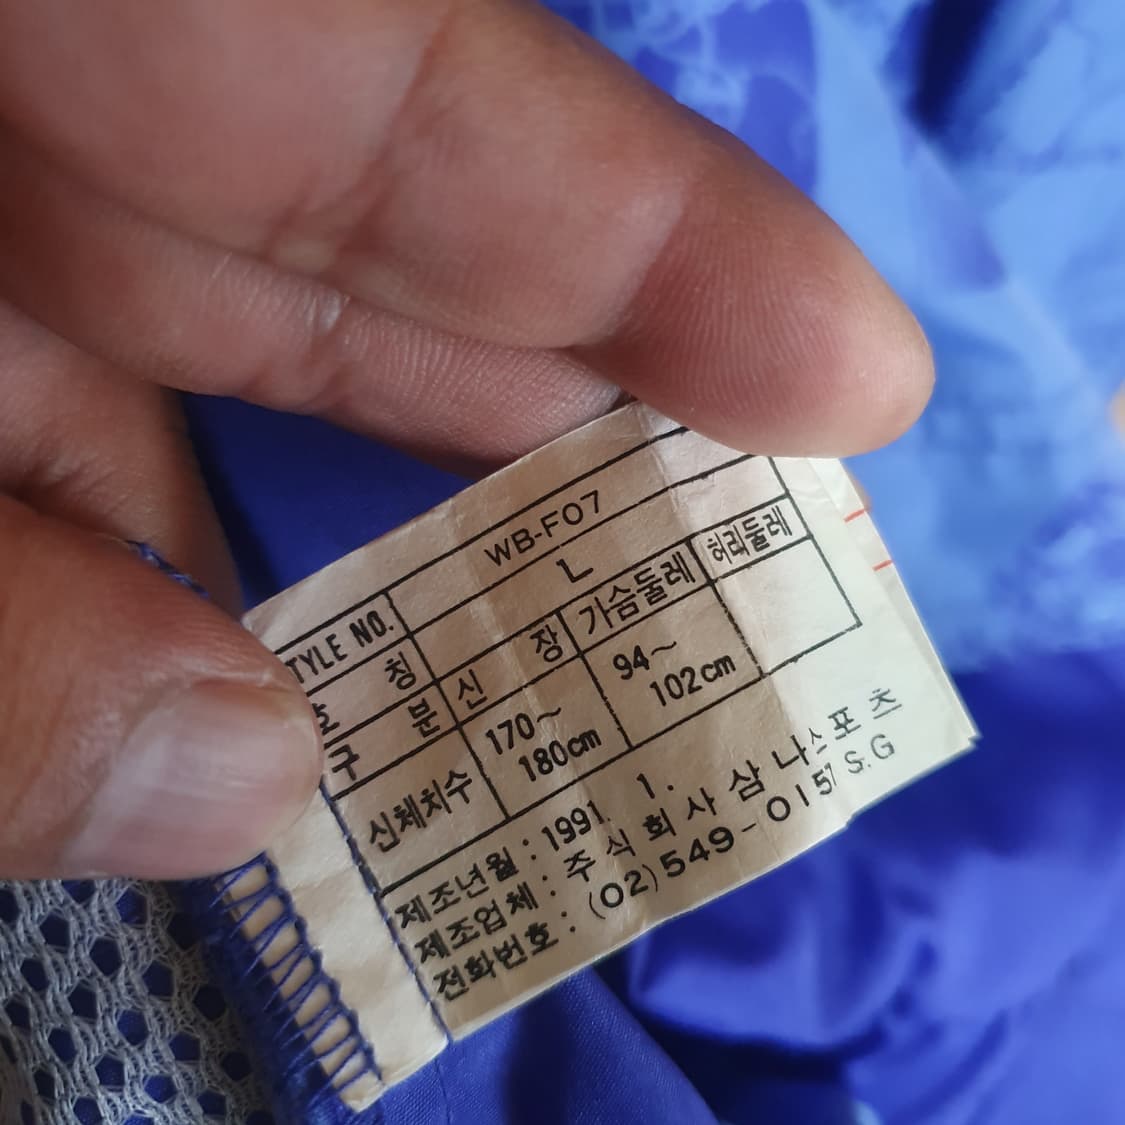 TYLE NO. WB-F07
호 칭 L
구 분 신 장 가슴둘레 허리둘레
신체치수 170~ 94~
180cm 102cm
제조년월 : 1991. 1.
제조업체 : 주식회사 삼나스포츠
전화번호 : (02)549-0157 S.G